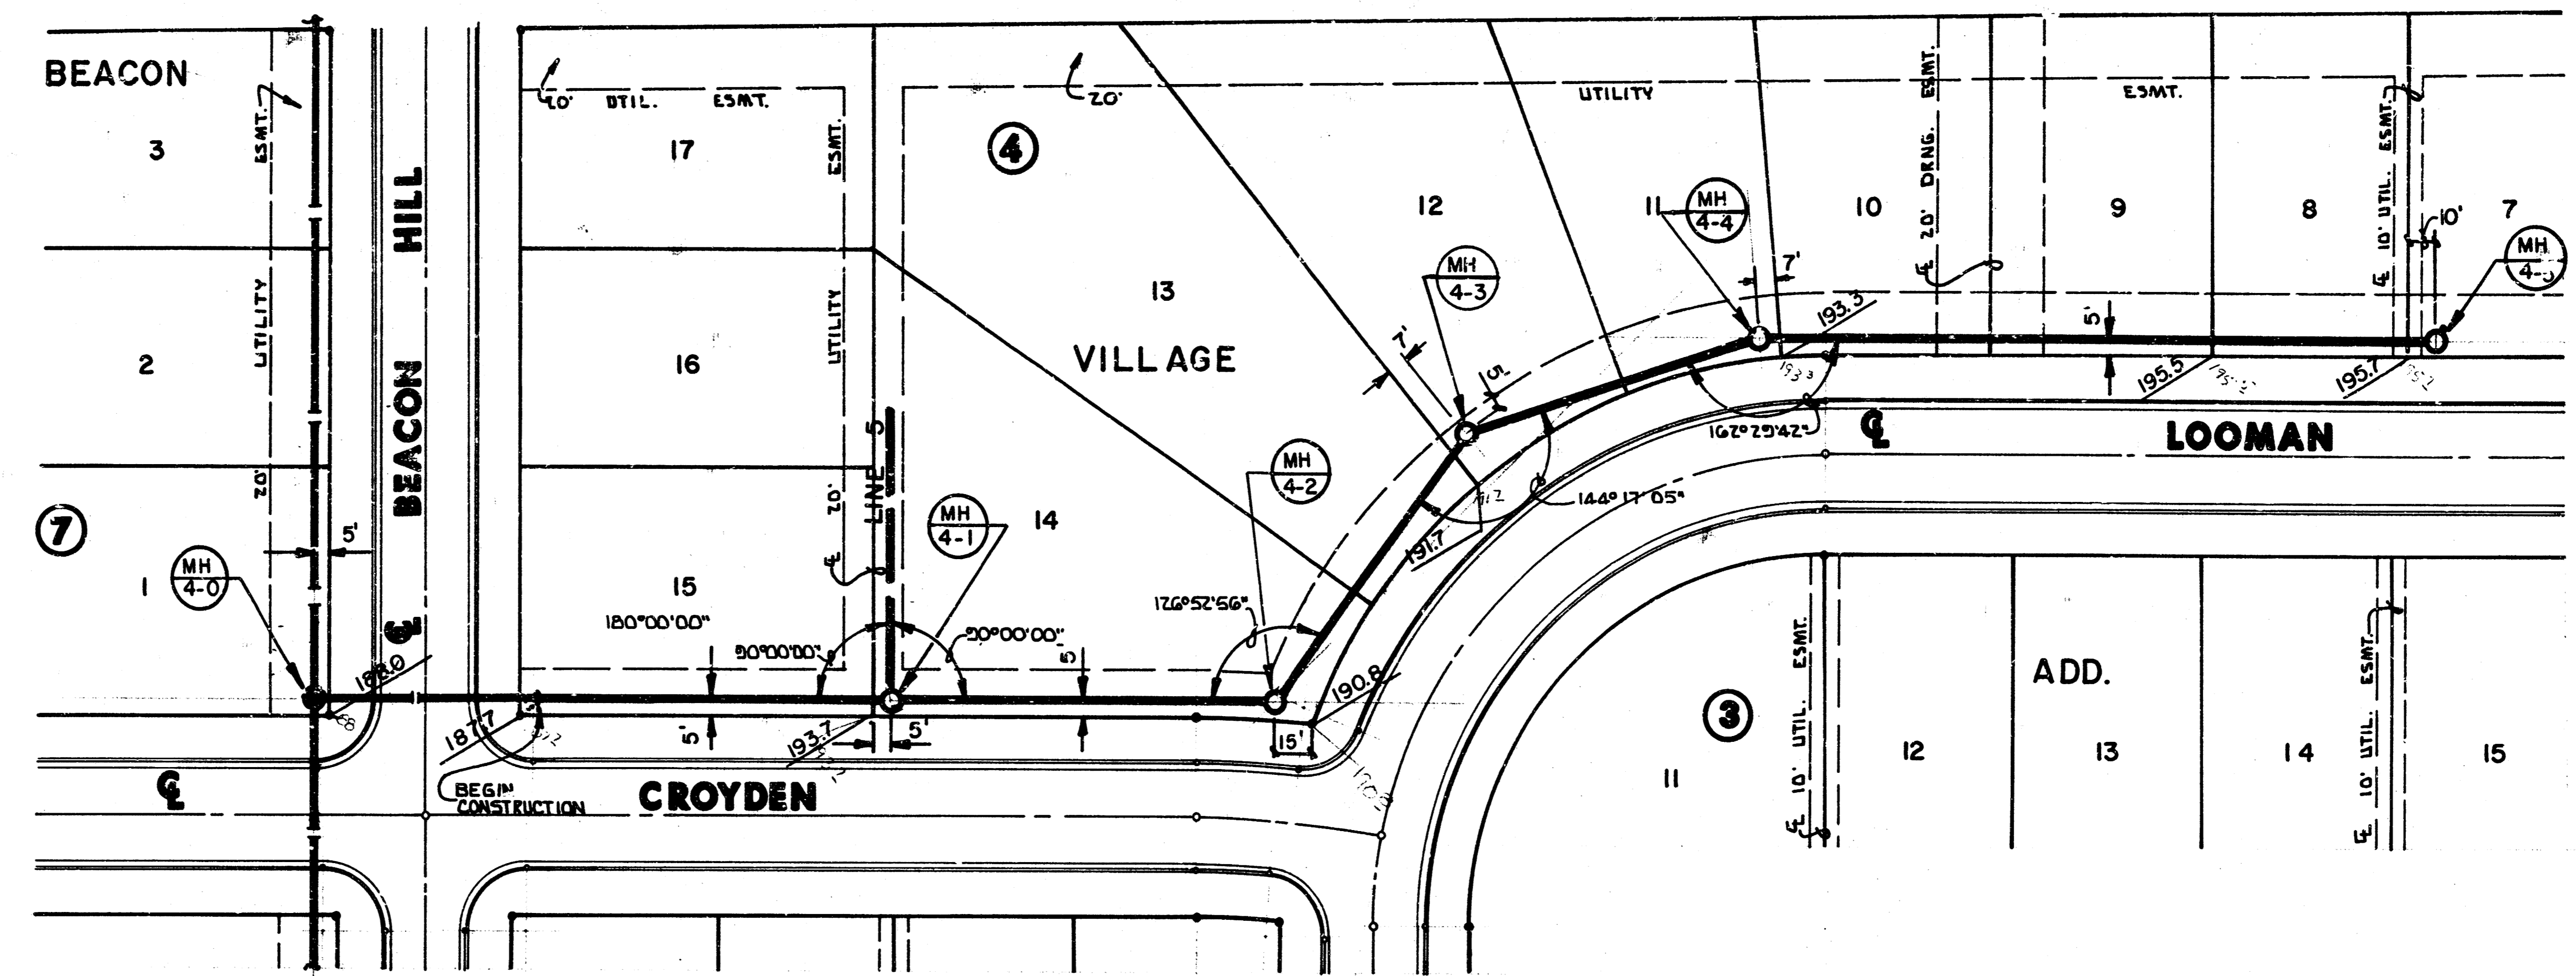 BEACON
3
2
1
7
UTILITY ESMT.
20'
5'
MH
4-0
188.0
BEACON HILL
℄
20' UTIL. ESMT.
17
16
15
20' UTILITY ESMT.
℄
LINE 5
180°00'00"
90°00'00"
90°00'00"
187.7
BEGIN
CONSTRUCTION
5'
193.7
5'
5'
℄
CROYDEN
MH
4-1
14
4
20'
13
VILLAGE
MH
4-2
126°52'56"
15'
190.8
190.8
12
UTILITY ESMT.
MH
4-3
7'
5'
191.7
144°17'05"
11
MH
4-4
7'
193.3
193.3
162°29'42"
10
℄ 20' DRNG. ESMT.
9
8
7
℄ 10' UTIL. ESMT.
10'
MH
5'
195.5
195.7
℄
LOOMAN
ADD.
3
11
℄ 10' UTIL. ESMT.
12
13
14
℄ 10' UTIL. ESMT.
15